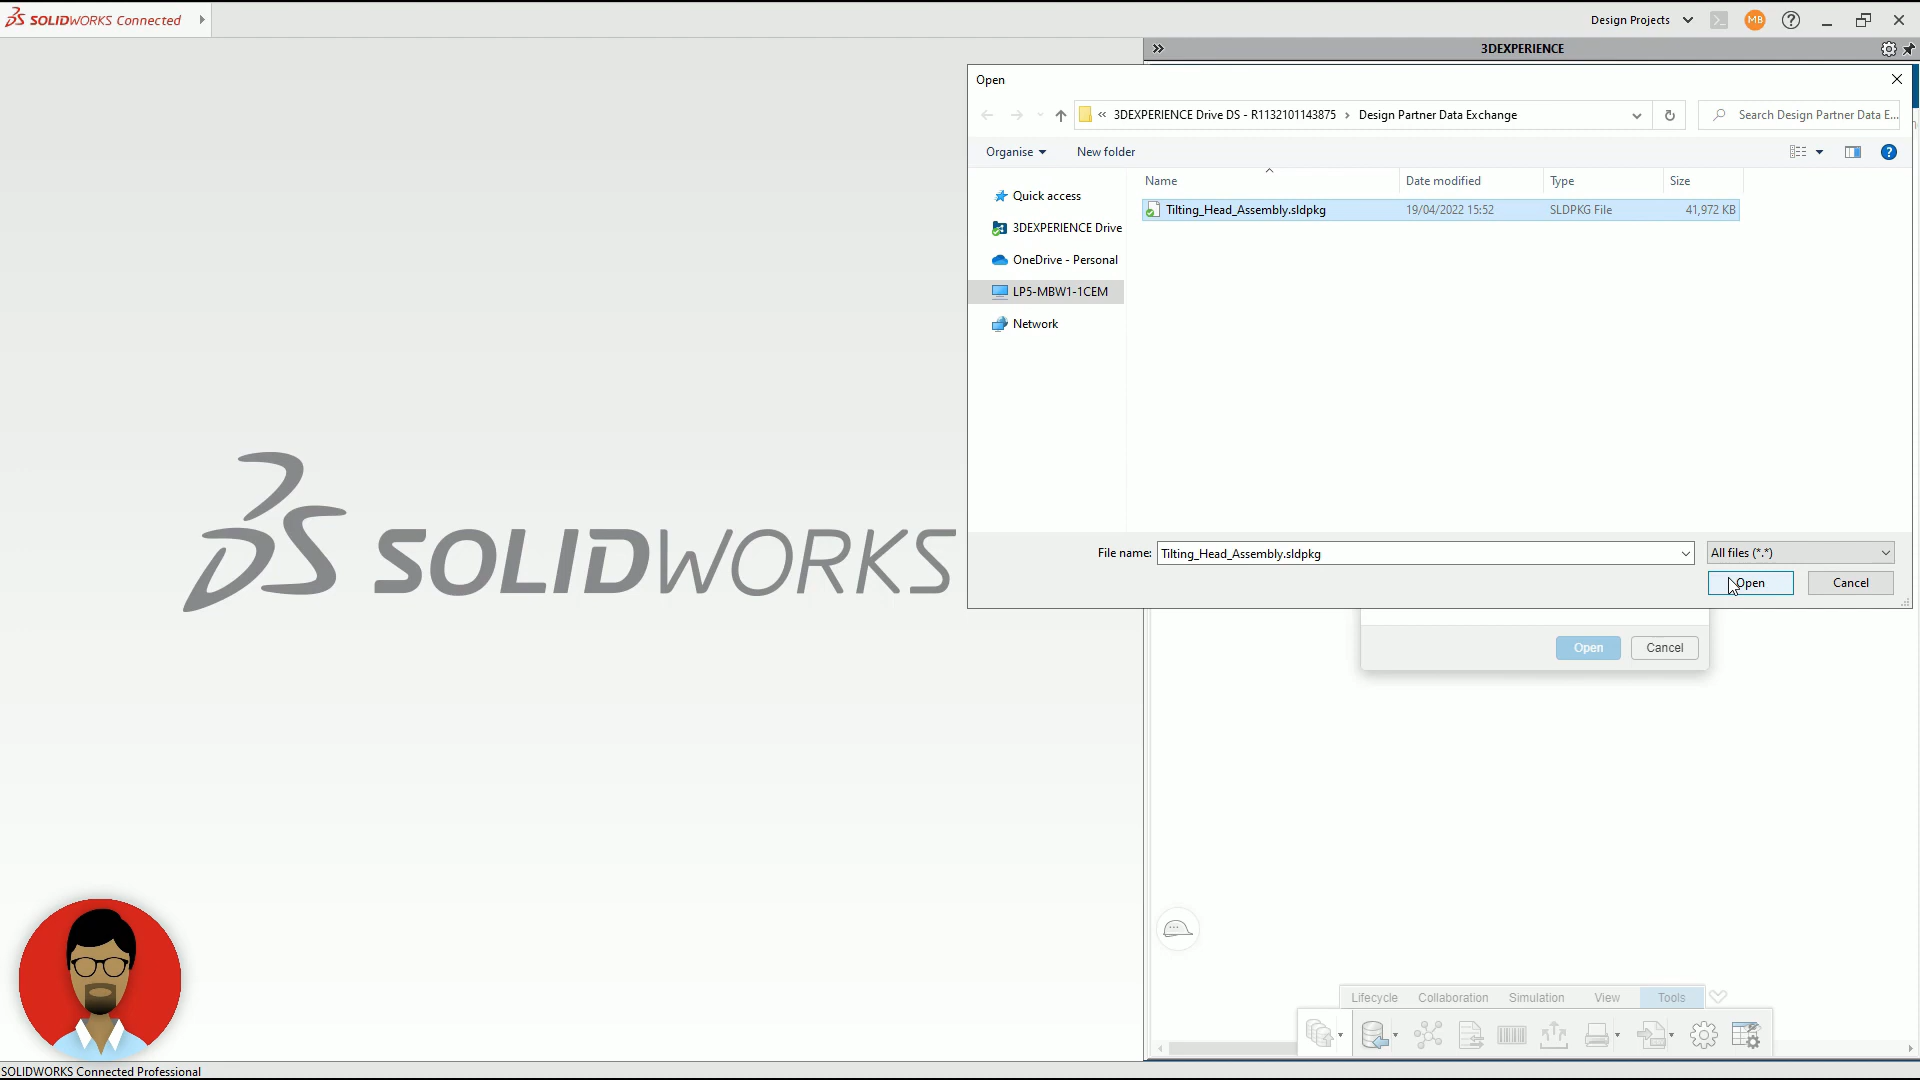 SOLIDWORKS Connected
Design Projects
MB
3DEXPERIENCE
Open
« 3DEXPERIENCE Drive DS - R1132101143875 › Design Partner Data Exchange
Search Design Partner Data E...
Organise
New folder
Name
Date modified
Type
Size
Quick access
3DEXPERIENCE Drive
OneDrive - Personal
LP5-MBW1-1CEM
Network
Tilting_Head_Assembly.sldpkg
19/04/2022 15:52
SLDPKG File
41,972 KB
File name:
Tilting_Head_Assembly.sldpkg
All files (*.*)
Open
Cancel
SOLIDWORKS
Open
Cancel
Lifecycle
Collaboration
Simulation
View
Tools
SOLIDWORKS Connected Professional